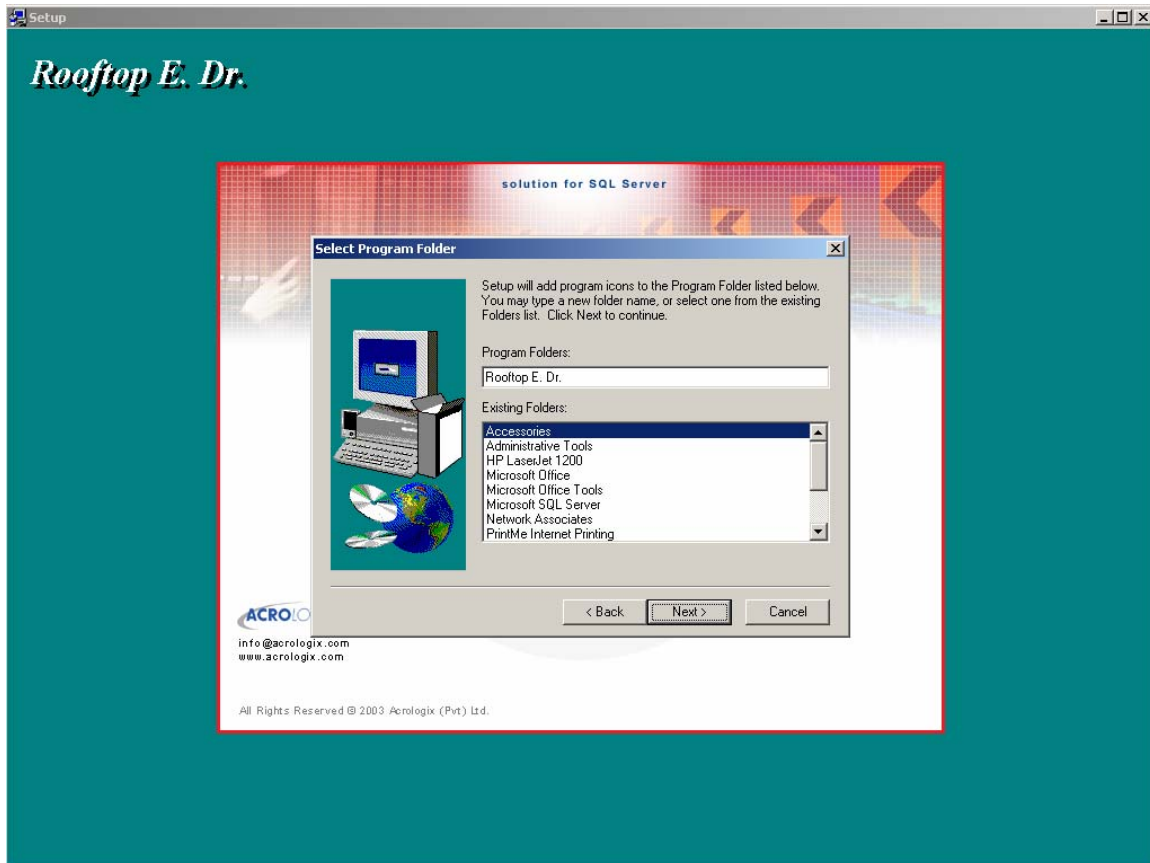 Setup
Rooftop E. Dr.
solution for SQL Server
Select Program Folder
Setup will add program icons to the Program Folder listed below.
You may type a new folder name, or select one from the existing
Folders list. Click Next to continue.
Program Folders:
Rooftop E. Dr.
Existing Folders:
Accessories
Administrative Tools
HP LaserJet 1200
Microsoft Office
Microsoft Office Tools
Microsoft SQL Server
Network Associates
PrintMe Internet Printing
< Back Next > Cancel
ACROLO
info@acrologix.com
www.acrologix.com
All Rights Reserved © 2003 Acrologix (Pvt) Ltd.